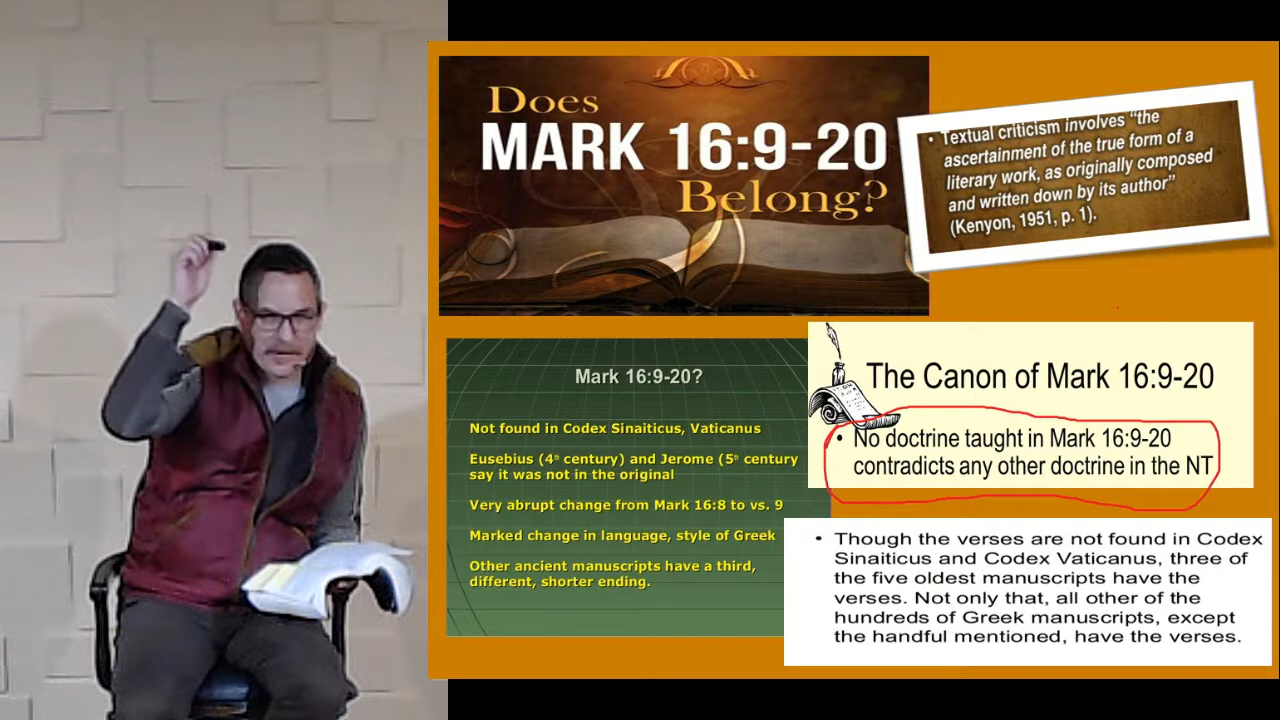 Does
MARK 16:9-20
Belong?
• Textual criticism involves "the
ascertainment of the true form of a
literary work, as originally composed
and written down by its author"
(Kenyon, 1951, p. 1).
Mark 16:9-20?
Not found in Codex Sinaiticus, Vaticanus
Eusebius (4th century) and Jerome (5th century
say it was not in the original
Very abrupt change from Mark 16:8 to vs. 9
Marked change in language, style of Greek
Other ancient manuscripts have a third,
different, shorter ending.
The Canon of Mark 16:9-20
• No doctrine taught in Mark 16:9-20
contradicts any other doctrine in the NT
• Though the verses are not found in Codex
Sinaiticus and Codex Vaticanus, three of
the five oldest manuscripts have the
verses. Not only that, all other of the
hundreds of Greek manuscripts, except
the handful mentioned, have the verses.